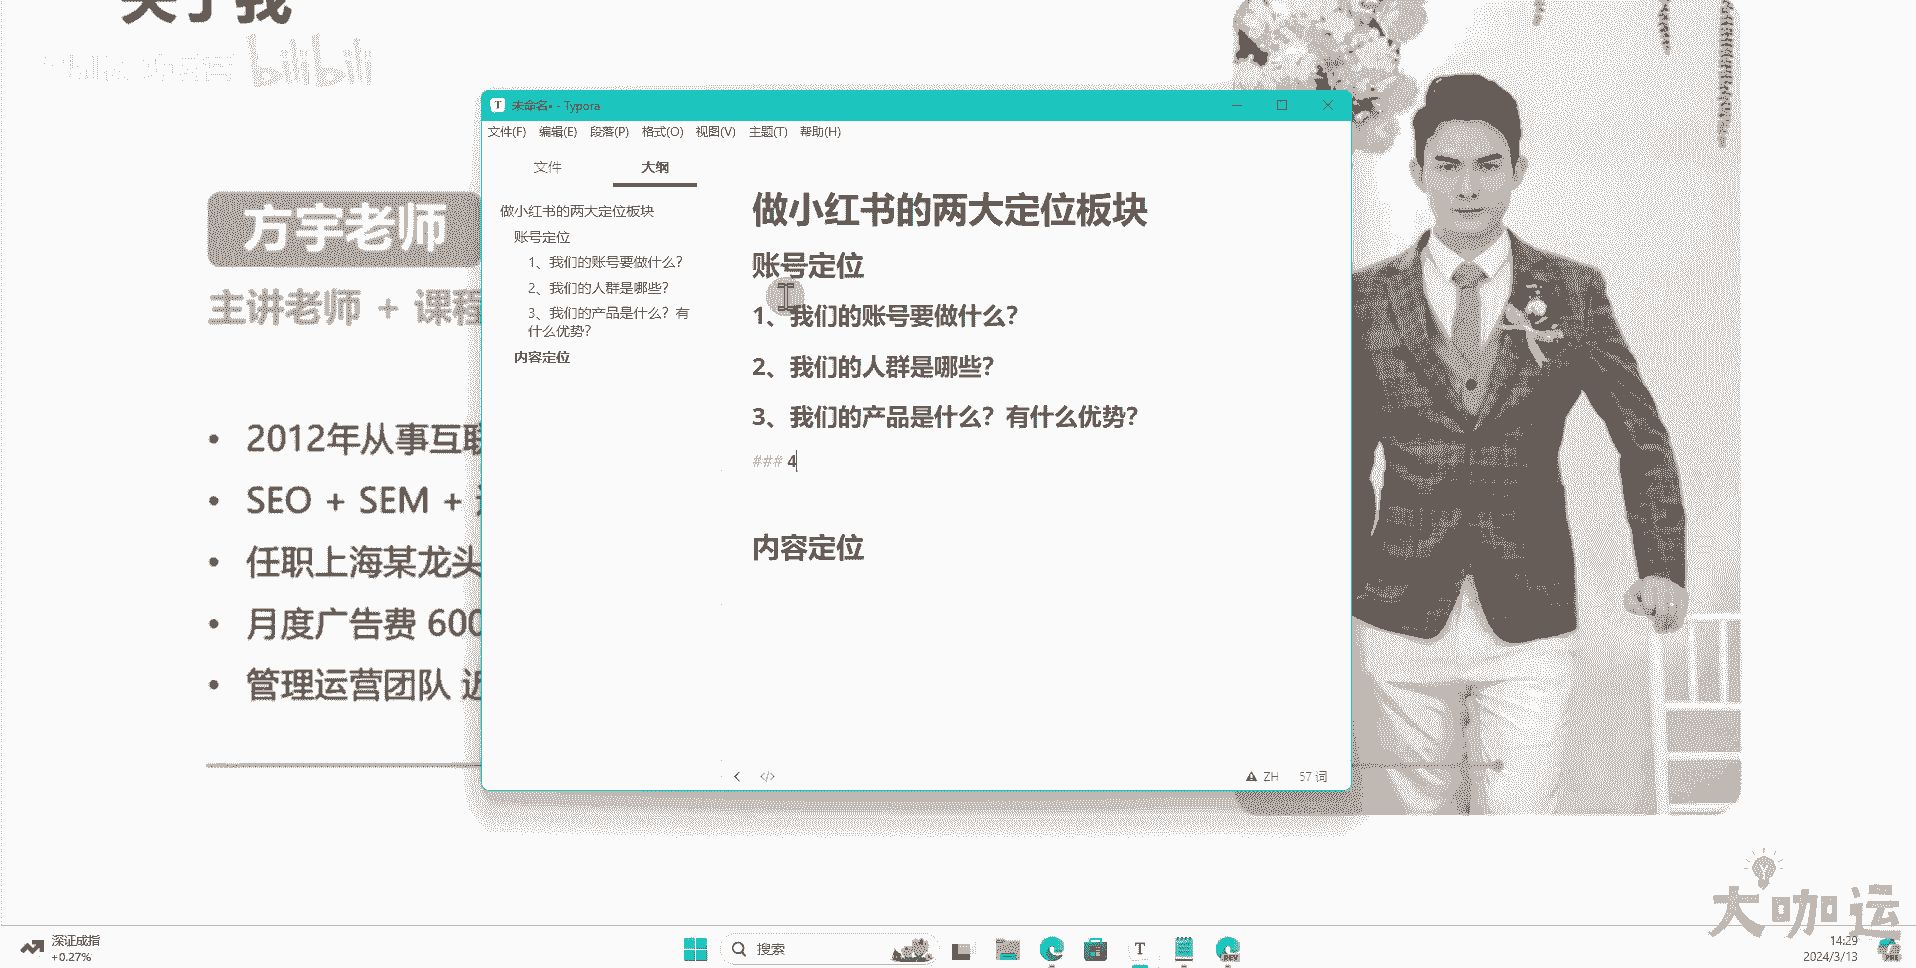 关于我
bilibili
方宇老师
主讲老师 + 课程
2012年从事互联
SEO + SEM +
任职上海某龙头
月度广告费 600
管理运营团队 近
未命名• - Typora
文件(F) 编辑(E) 段落(P) 格式(O) 视图(V) 主题(T) 帮助(H)
文件 大纲
做小红书的两大定位板块
账号定位
1、我们的账号要做什么?
2、我们的人群是哪些?
3、我们的产品是什么? 有
什么优势?
内容定位
做小红书的两大定位板块
账号定位
1、我们的账号要做什么?
2、我们的人群是哪些?
3、我们的产品是什么? 有什么优势?
### 4
内容定位
ZH 57 词
大咖运
深证成指
+0.27%
搜索
14:29
2024/3/13